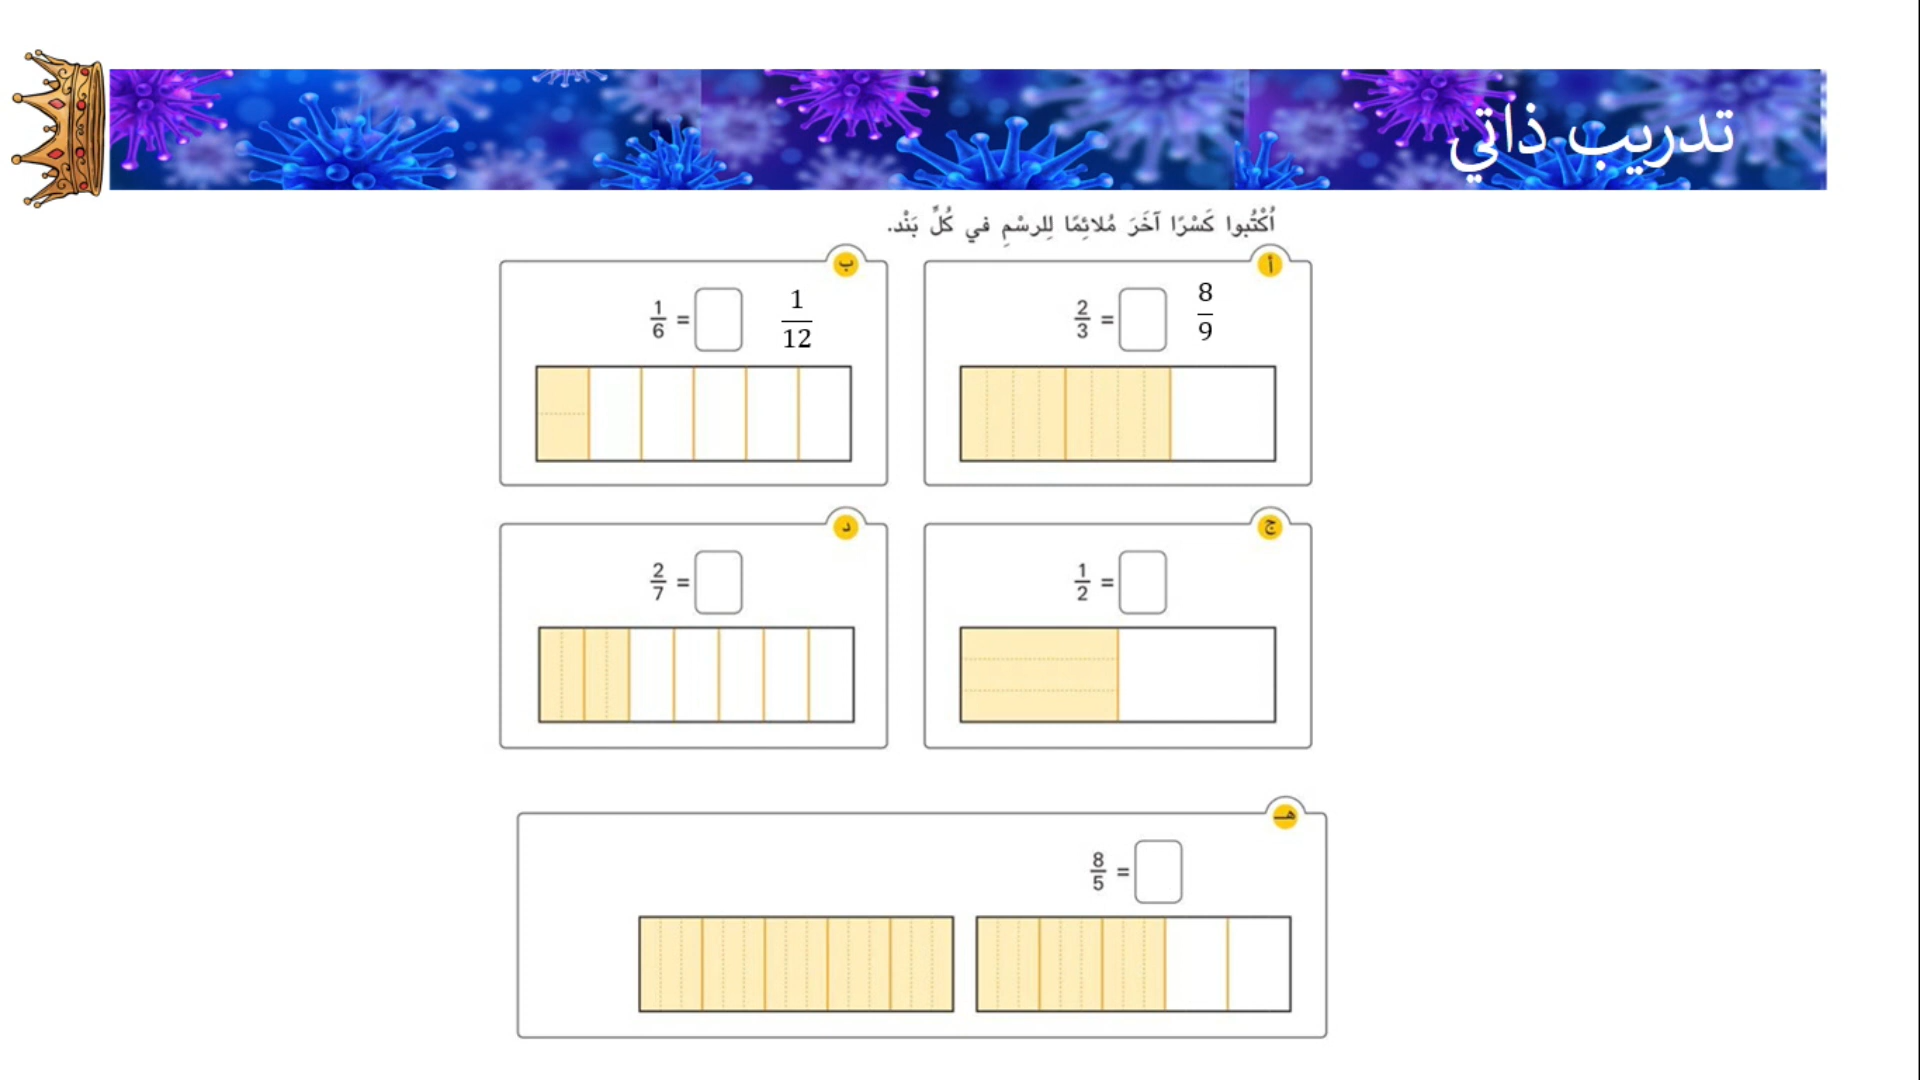 تدريب ذاتي
اُكْتُبوا كَسْرًا آخَرَ مُلائِمًا لِلرسْمِ في كُلِّ بَنْد.
أ
2/3 = 8/9
ب
1/6 = 1/12
ج
1/2 =
د
2/7 =
هـ
8/5 =